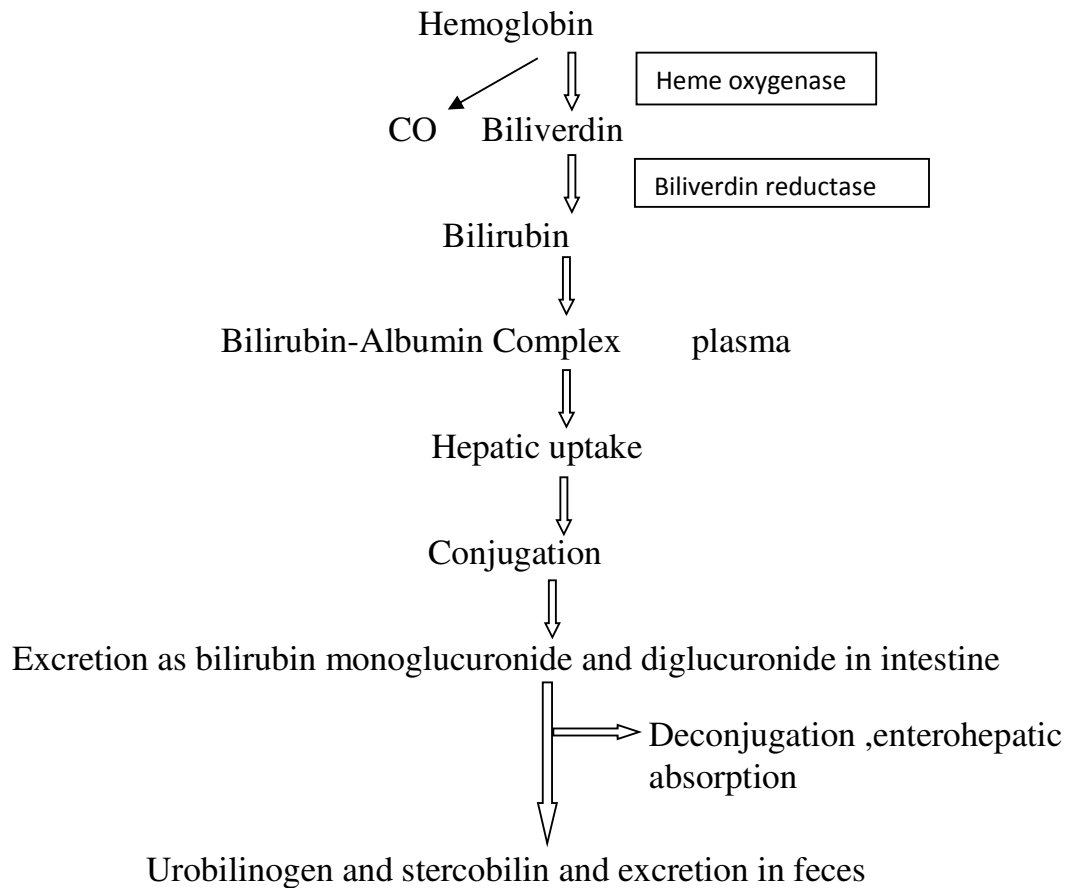 Hemoglobin
Heme oxygenase
CO Biliverdin
Biliverdin reductase
Bilirubin
Bilirubin-Albumin Complex plasma
Hepatic uptake
Conjugation
Excretion as bilirubin monoglucuronide and diglucuronide in intestine
Deconjugation ,enterohepatic
absorption
Urobilinogen and stercobilin and excretion in feces